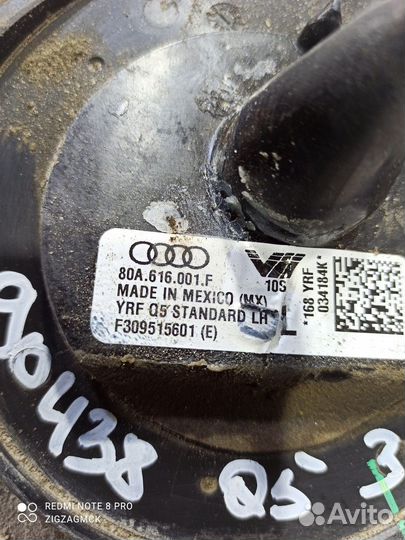 80A.616.001.F
10S
MADE IN MEXICO (MX)
YRF Q5 STANDARD LH
F309515601 (E)
L
*168 YRF
034184K*
90438
Q5
3
REDMI NOTE 8 PRO
ZIGZAGMCK
Avito